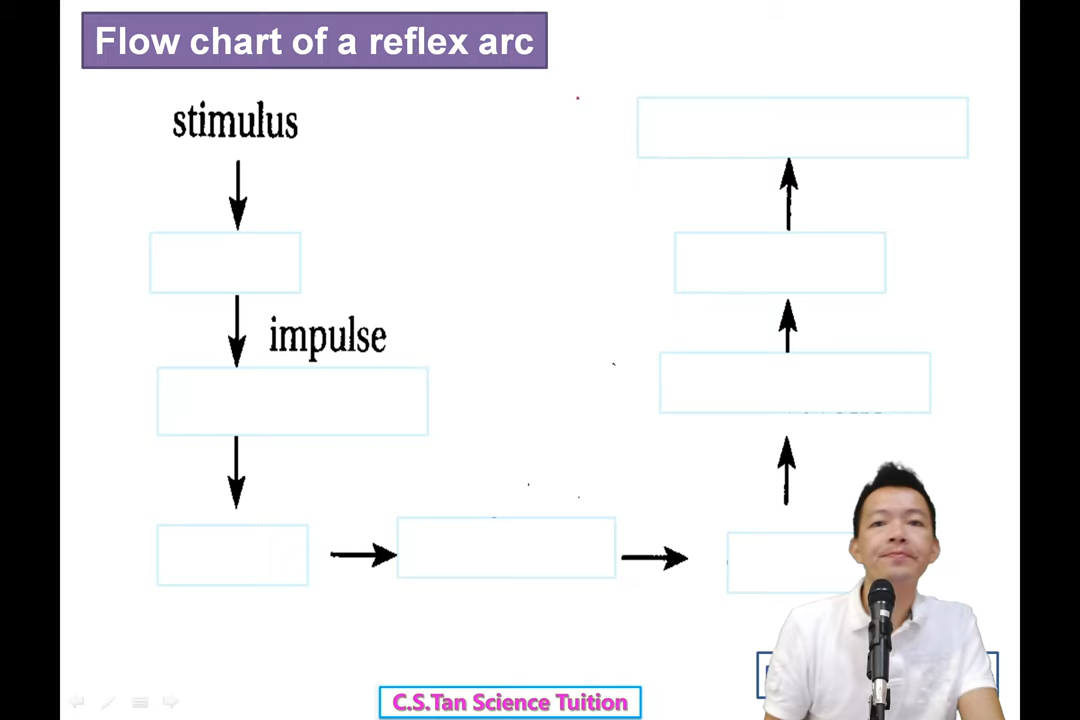 Flow chart of a reflex arc
stimulus
impulse
C.S.Tan Science Tuition